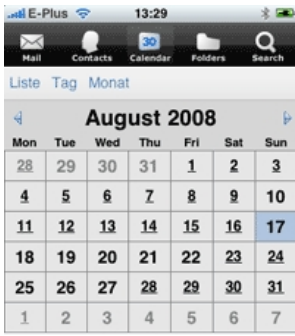 E-Plus 13:29
30
Mail Contacts Calendar Folders Search
Liste Tag Monat
August 2008
Mon Tue Wed Thu Fri Sat Sun
28 29 30 31 1 2 3
4 5 6 7 8 9 10
11 12 13 14 15 16 17
18 19 20 21 22 23 24
25 26 27 28 29 30 31
1 2 3 4 5 6 7